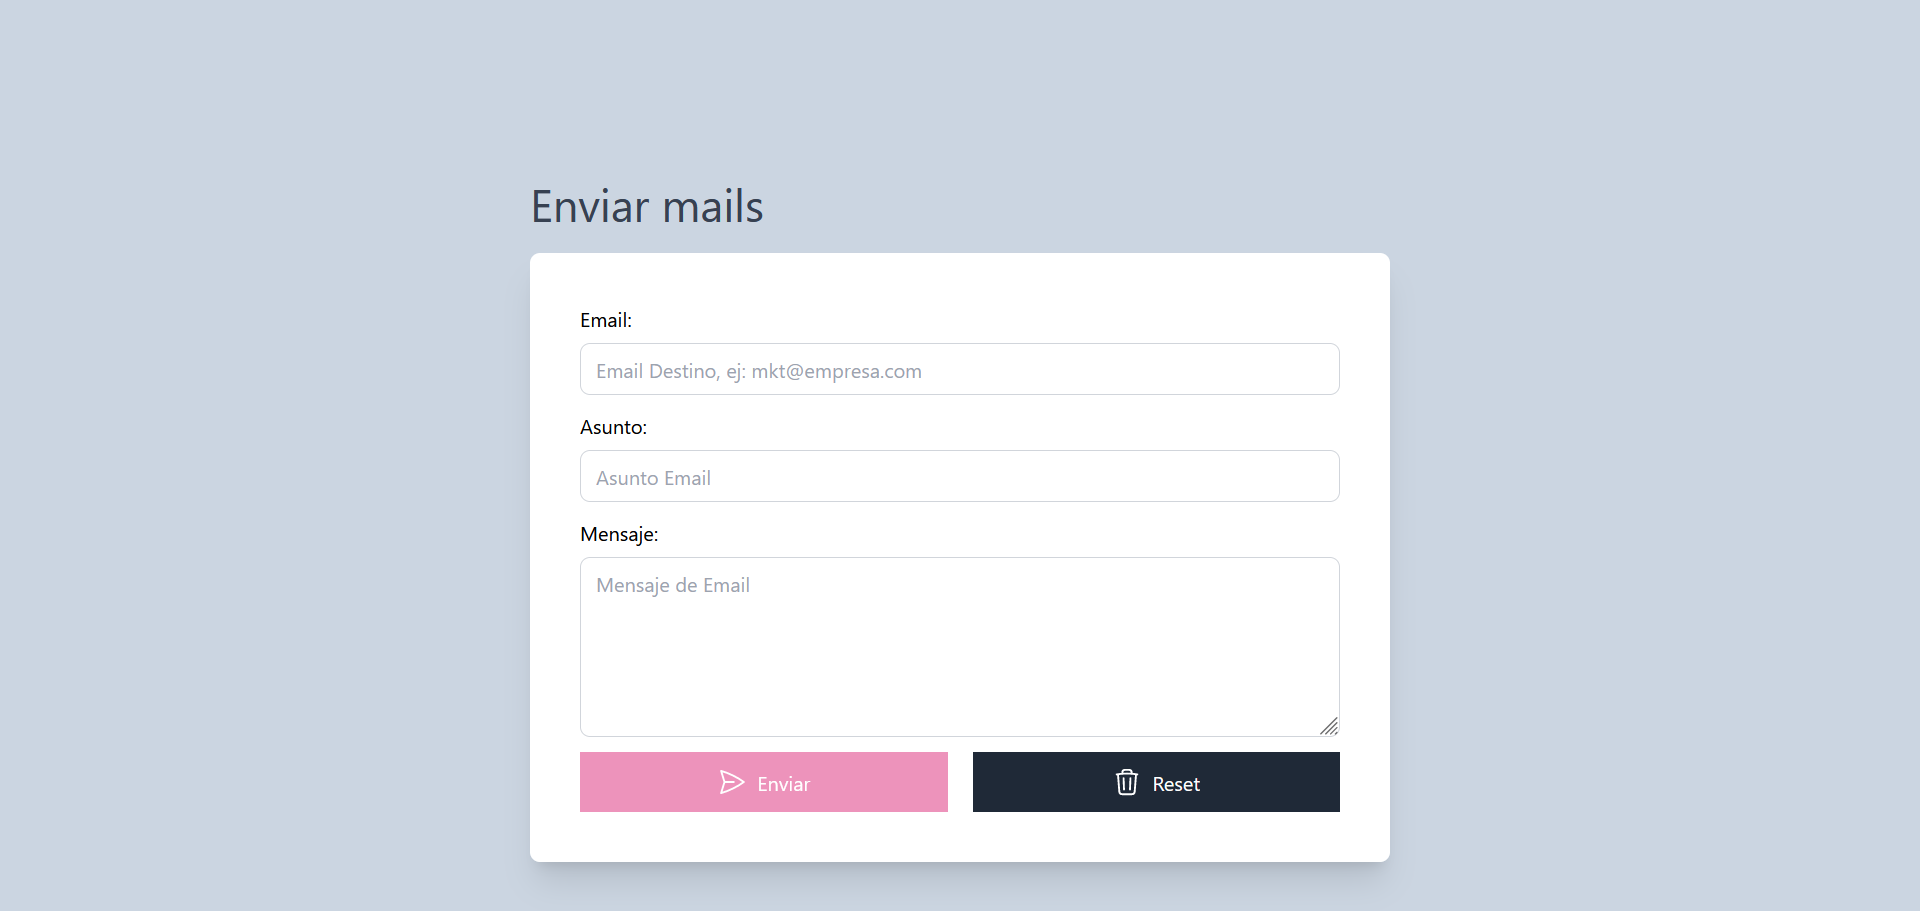 Enviar mails
Email:
Email Destino, ej: mkt@empresa.com
Asunto:
Asunto Email
Mensaje:
Mensaje de Email
Enviar
Reset